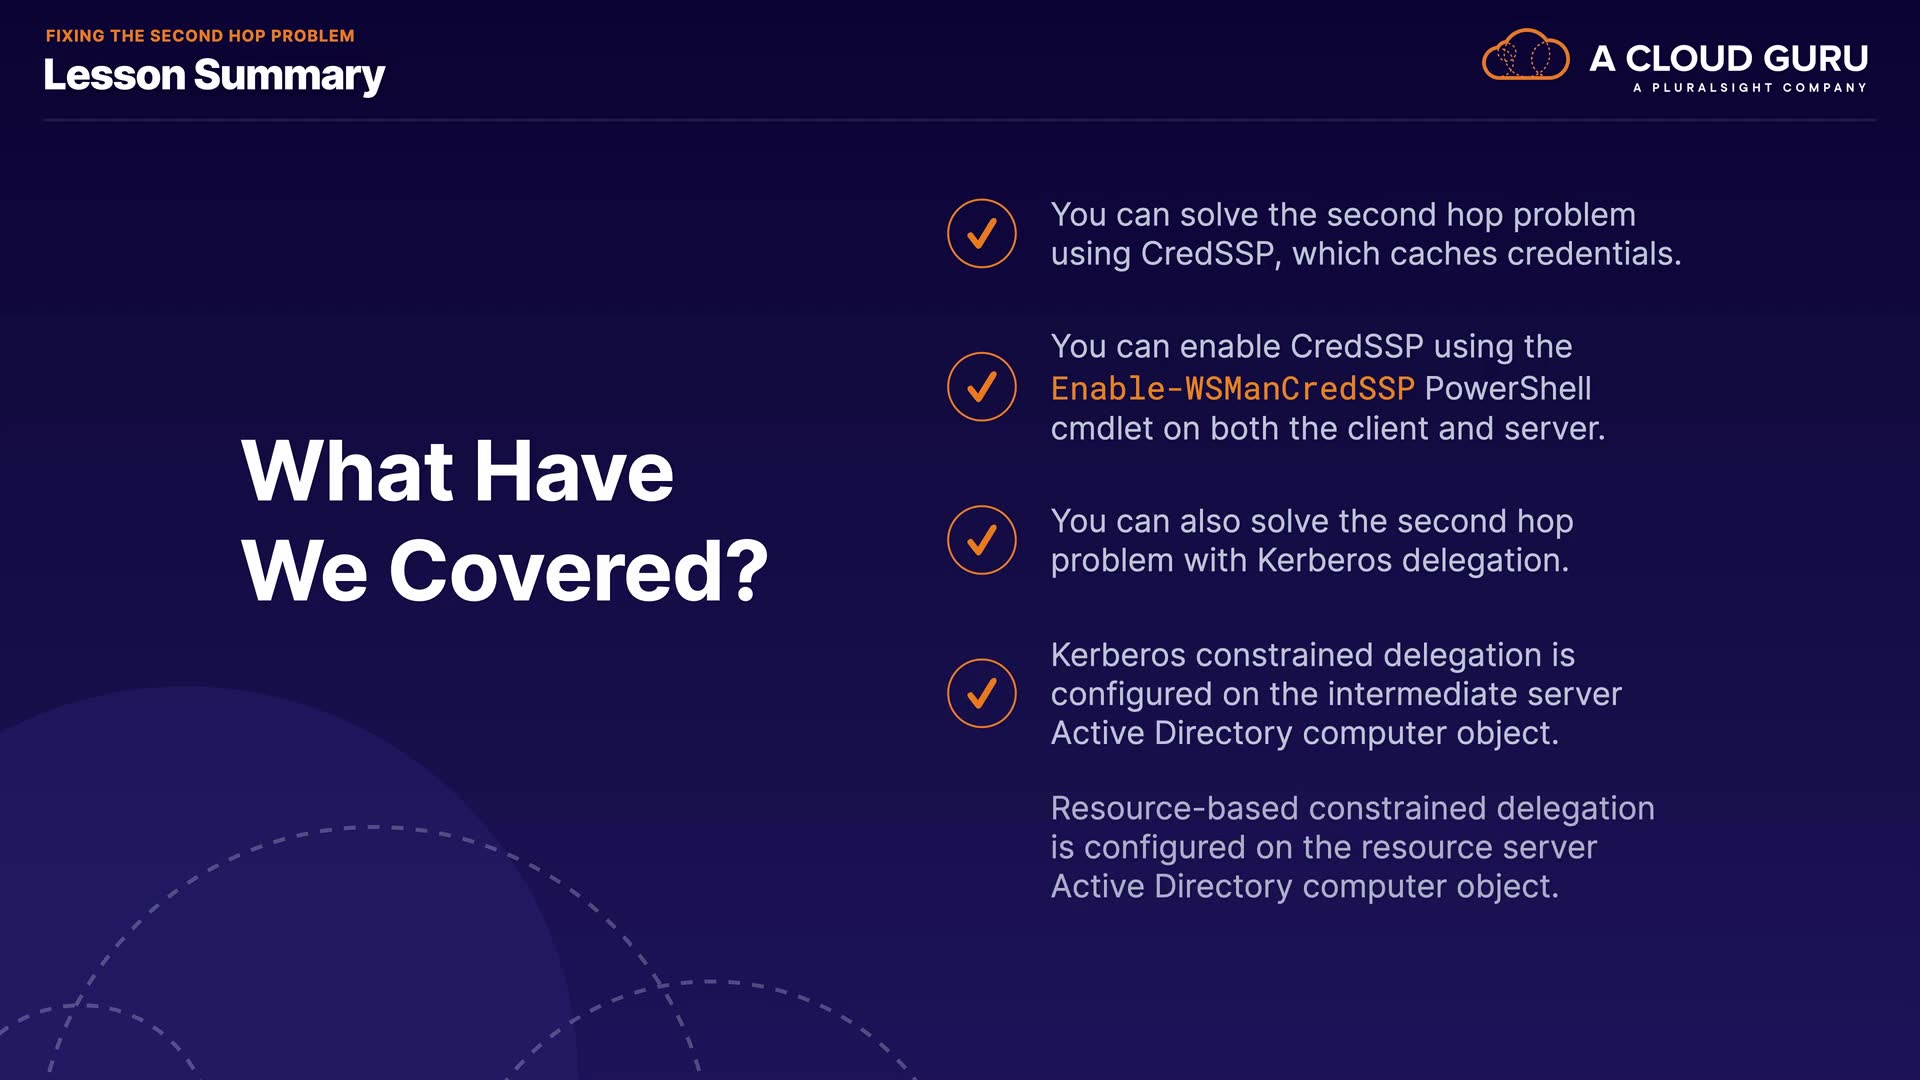 FIXING THE SECOND HOP PROBLEM
Lesson Summary
A CLOUD GURU
A PLURALSIGHT COMPANY
What Have
We Covered?
You can solve the second hop problem
using CredSSP, which caches credentials.
You can enable CredSSP using the
Enable-WSManCredSSP PowerShell
cmdlet on both the client and server.
You can also solve the second hop
problem with Kerberos delegation.
Kerberos constrained delegation is
configured on the intermediate server
Active Directory computer object.
Resource-based constrained delegation
is configured on the resource server
Active Directory computer object.